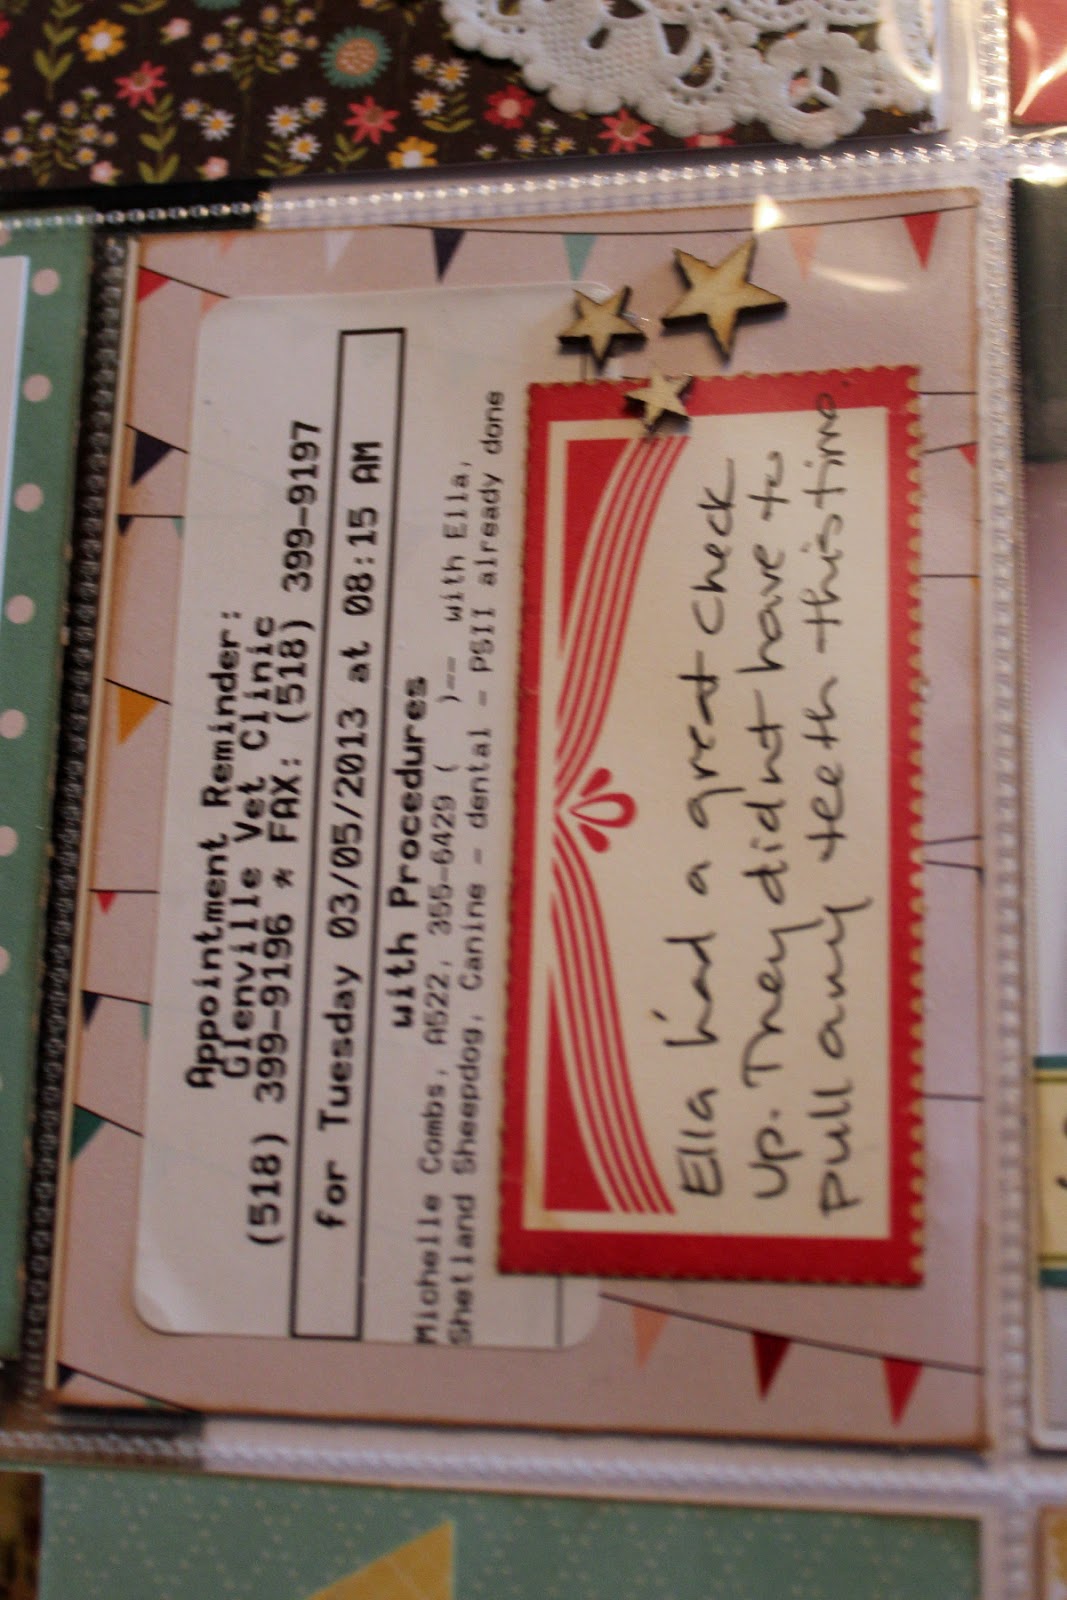 Appointment Reminder:
Glenville Vet Clinic
(518) 399-9196 * FAX: (518) 399-9197
for Tuesday 03/05/2013 at 08:15 AM
with Procedures
Michelle Combs, A522, 355-6429 ( )-- with Ella,
Shetland Sheepdog, Canine - dental - PSII already done
Ella had a great check
up. They didnt have to
pull any teeth this time